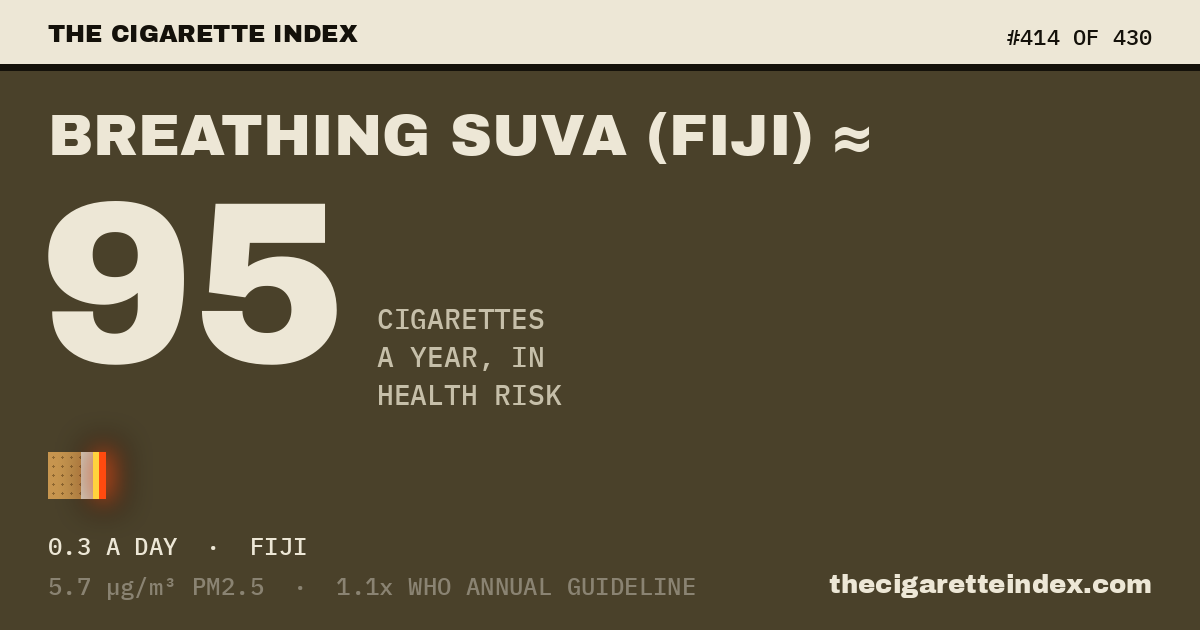 THE CIGARETTE INDEX
#414 OF 430
BREATHING SUVA (FIJI) ≈
95
CIGARETTES
A YEAR, IN
HEALTH RISK
0.3 A DAY · FIJI
5.7 µg/m³ PM2.5 · 1.1x WHO ANNUAL GUIDELINE
thecigaretteindex.com